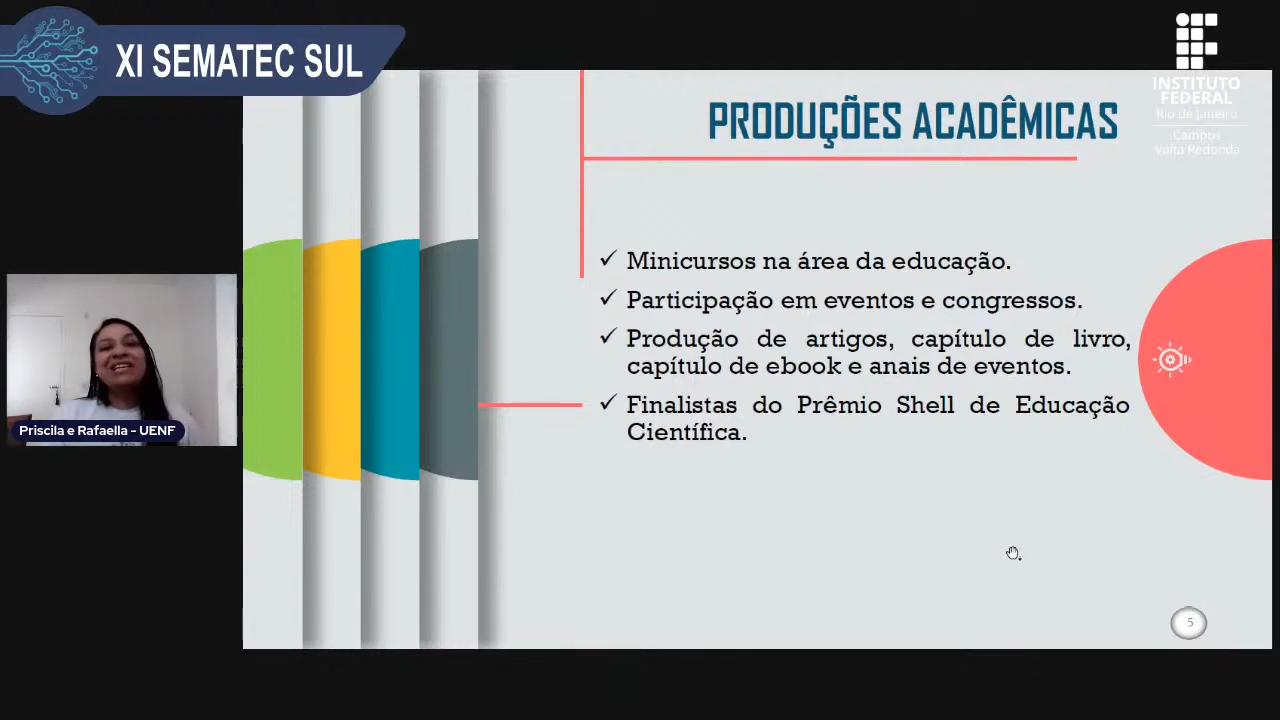 XI SEMATEC SUL
INSTITUTO
FEDERAL
Rio de Janeiro
Campus
Volta Redonda
PRODUÇÕES ACADÊMICAS
✓ Minicursos na área da educação.
✓ Participação em eventos e congressos.
✓ Produção de artigos, capítulo de livro,
capítulo de ebook e anais de eventos.
✓ Finalistas do Prêmio Shell de Educação
Científica.
Priscila e Rafaella - UENF
5